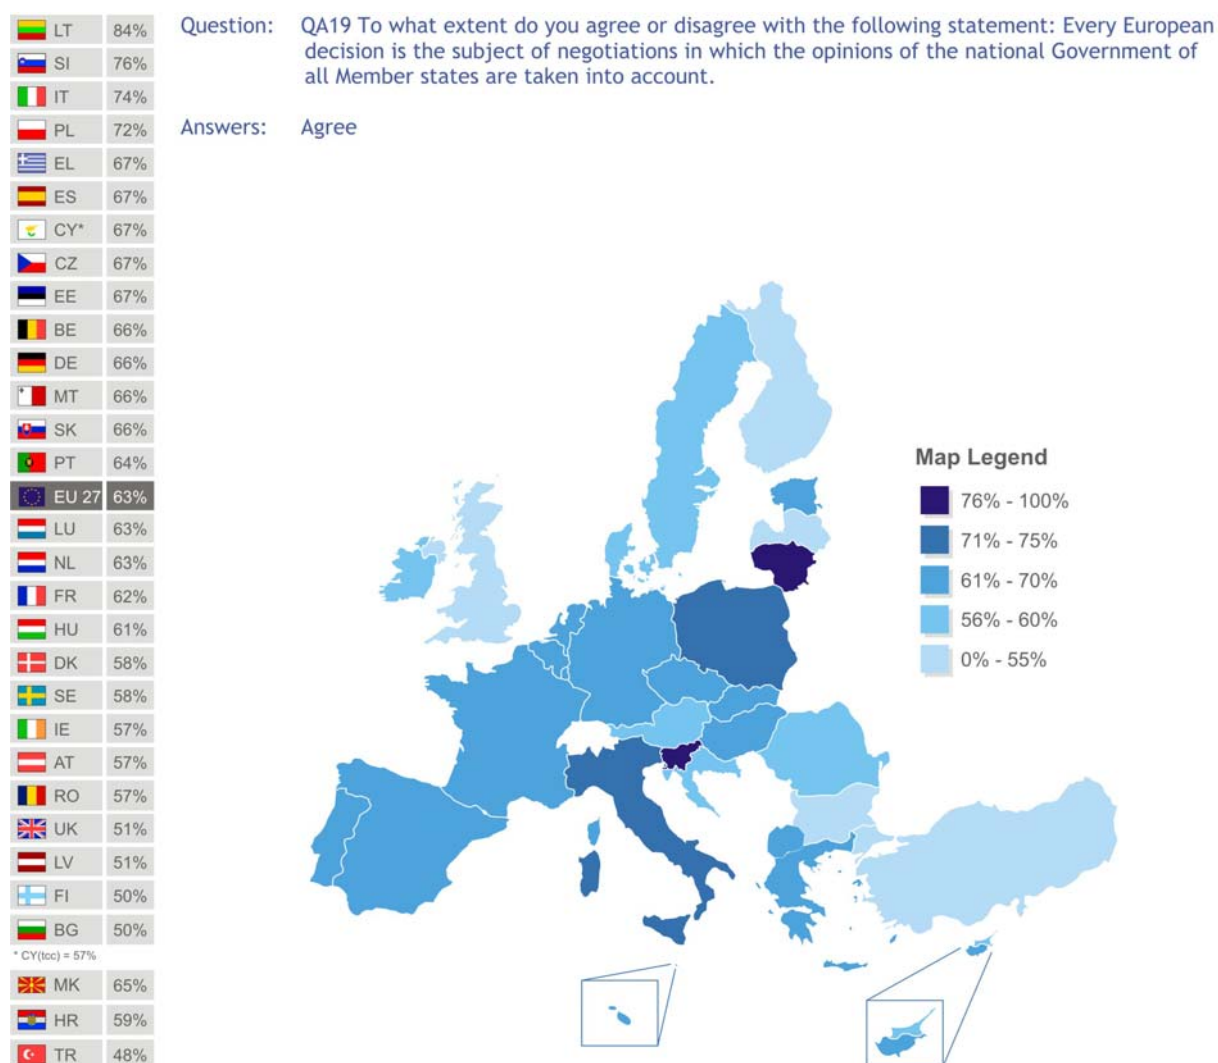 Question: QA19 To what extent do you agree or disagree with the following statement: Every European
decision is the subject of negotiations in which the opinions of the national Government of
all Member states are taken into account.
Answers: Agree
LT 84%
SI 76%
IT 74%
PL 72%
EL 67%
ES 67%
CY* 67%
CZ 67%
EE 67%
BE 66%
DE 66%
MT 66%
SK 66%
PT 64%
EU 27 63%
LU 63%
NL 63%
FR 62%
HU 61%
DK 58%
SE 58%
IE 57%
AT 57%
RO 57%
UK 51%
LV 51%
FI 50%
BG 50%
* CY(tcc) = 57%
MK 65%
HR 59%
TR 48%
Map Legend
76% - 100%
71% - 75%
61% - 70%
56% - 60%
0% - 55%